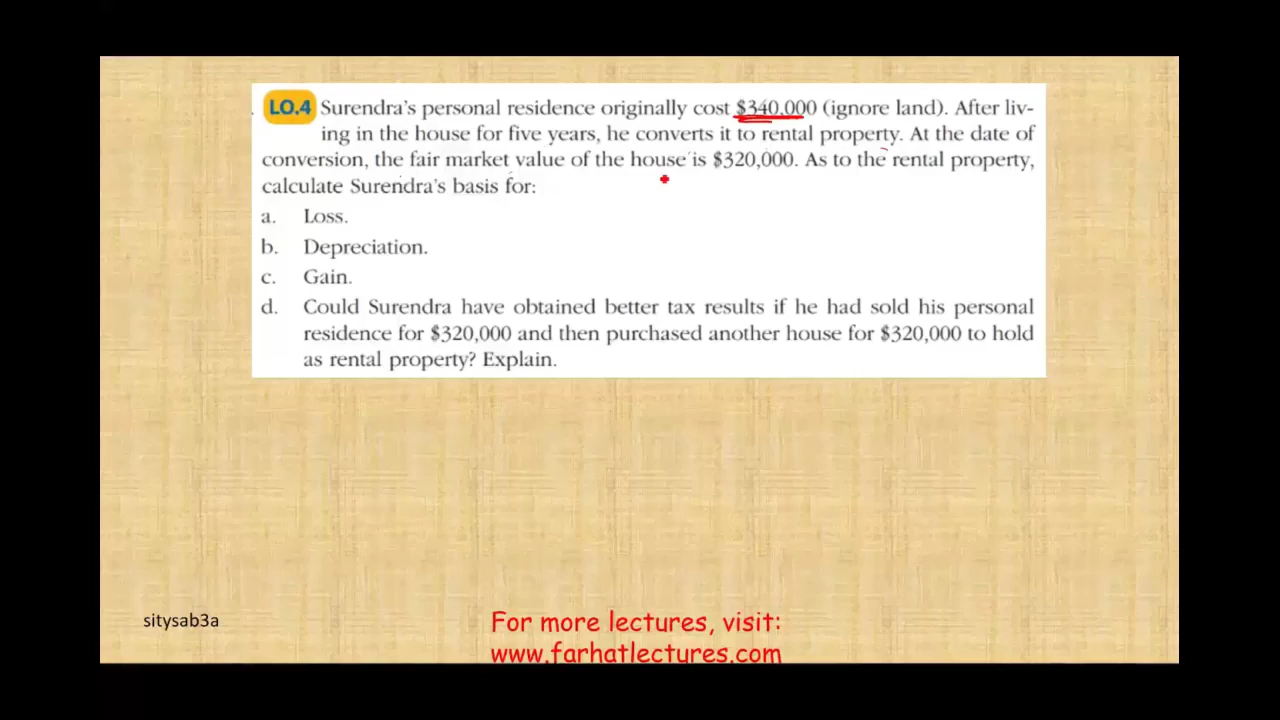 LO.4 Surendra's personal residence originally cost $340,000 (ignore land). After liv-
ing in the house for five years, he converts it to rental property. At the date of
conversion, the fair market value of the house is $320,000. As to the rental property,
calculate Surendra's basis for:
a. Loss.
b. Depreciation.
c. Gain.
d. Could Surendra have obtained better tax results if he had sold his personal
residence for $320,000 and then purchased another house for $320,000 to hold
as rental property? Explain.
sitysab3a
For more lectures, visit:
www.farhatlectures.com